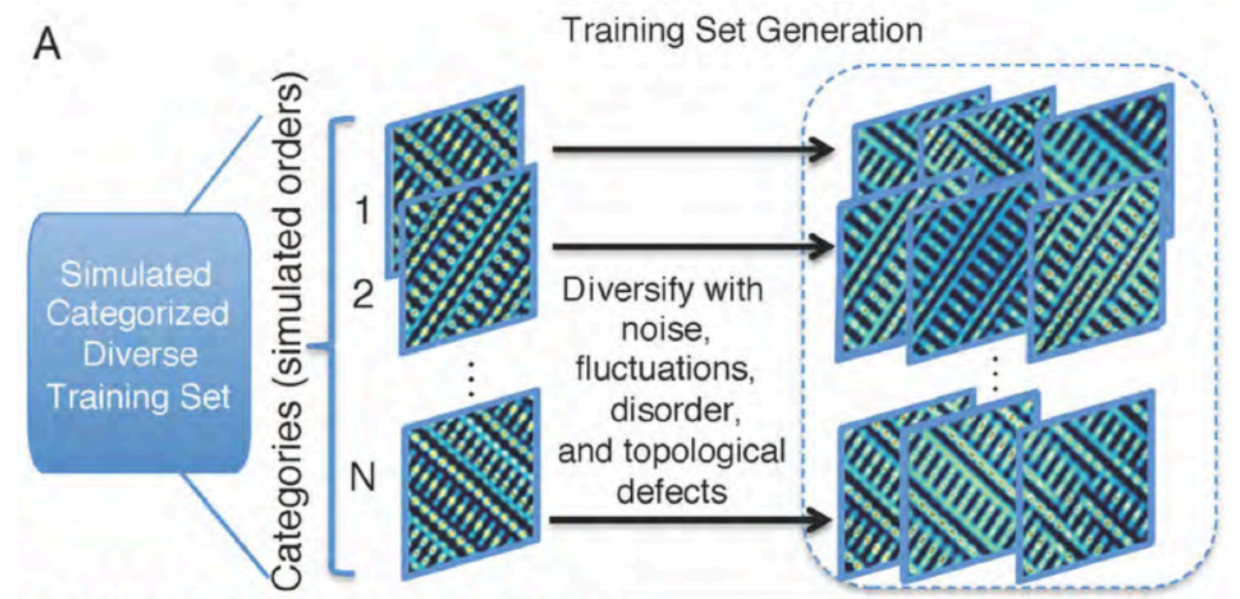 A
Training Set Generation
Simulated
Categorized
Diverse
Training Set
Categories (simulated orders)
1
2
⋮
N
Diversify with
noise,
fluctuations,
disorder,
and topological
defects
⋮